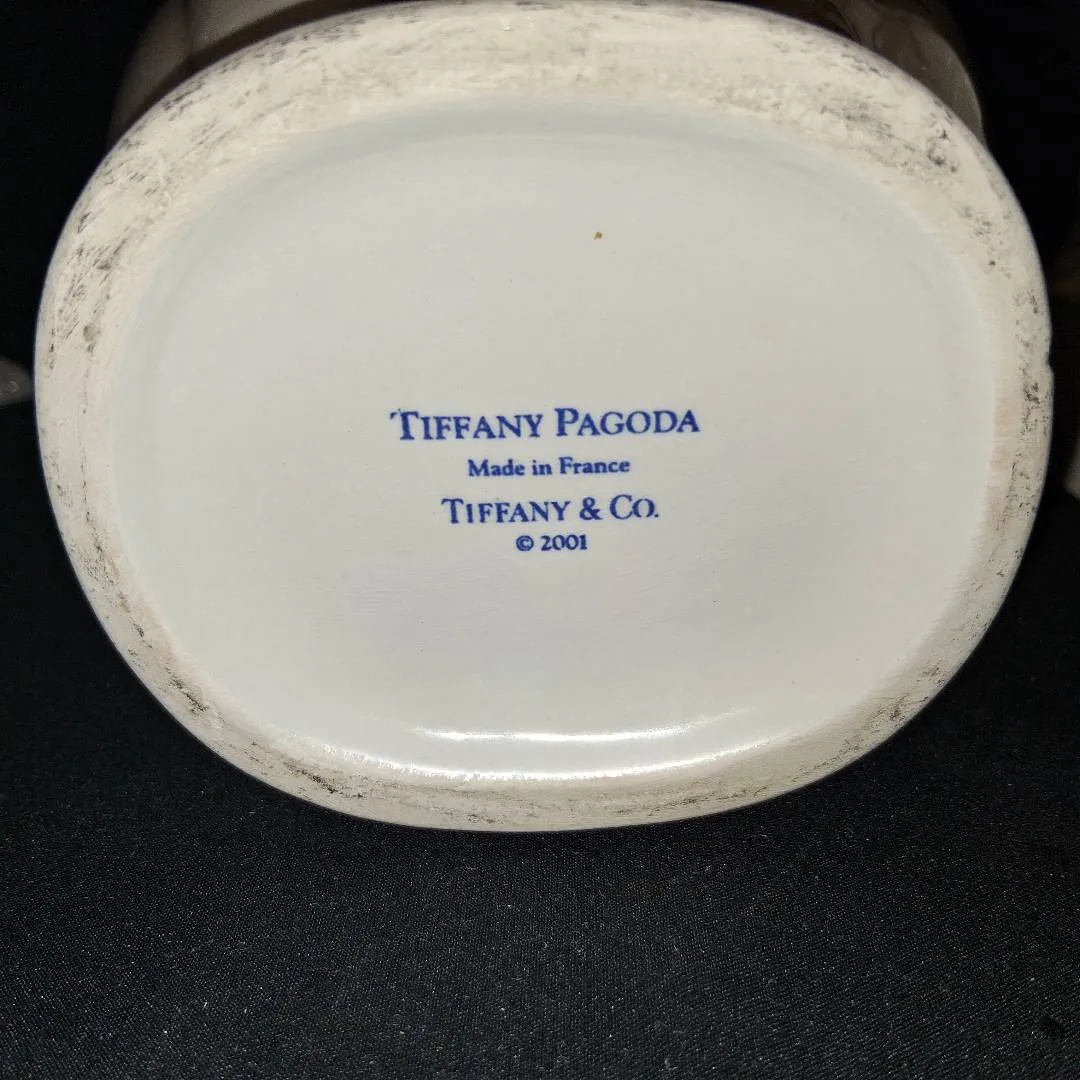 TIFFANY PAGODA
Made in France
TIFFANY & CO.
© 2001